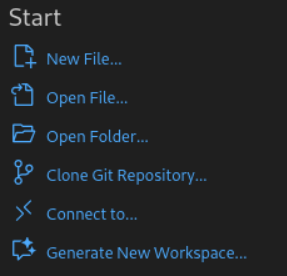 Start
New File...
Open File...
Open Folder...
Clone Git Repository...
Connect to...
Generate New Workspace...